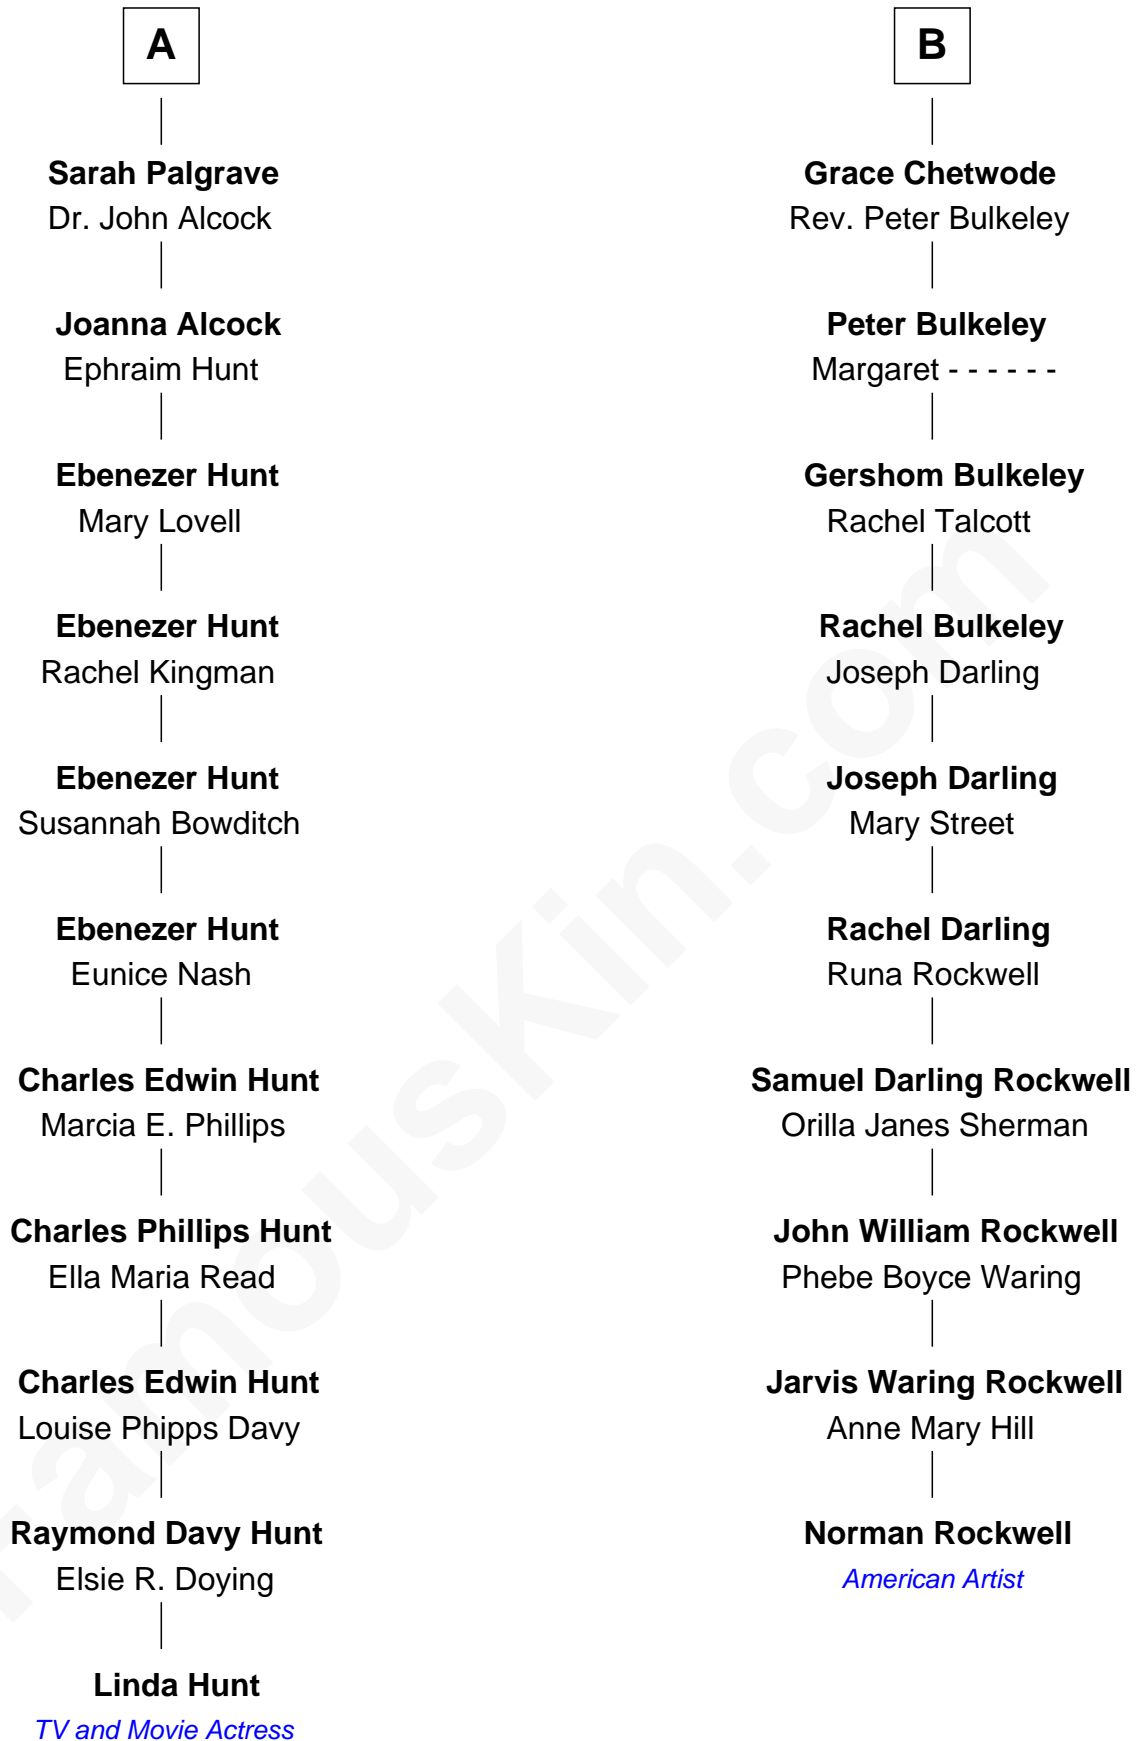 A
Sarah Palgrave
Dr. John Alcock
Joanna Alcock
Ephraim Hunt
Ebenezer Hunt
Mary Lovell
Ebenezer Hunt
Rachel Kingman
Ebenezer Hunt
Susannah Bowditch
Ebenezer Hunt
Eunice Nash
Charles Edwin Hunt
Marcia E. Phillips
Charles Phillips Hunt
Ella Maria Read
Charles Edwin Hunt
Louise Phipps Davy
Raymond Davy Hunt
Elsie R. Doying
Linda Hunt
TV and Movie Actress
B
Grace Chetwode
Rev. Peter Bulkeley
Peter Bulkeley
Margaret - - - - - -
Gershom Bulkeley
Rachel Talcott
Rachel Bulkeley
Joseph Darling
Joseph Darling
Mary Street
Rachel Darling
Runa Rockwell
Samuel Darling Rockwell
Orilla Janes Sherman
John William Rockwell
Phebe Boyce Waring
Jarvis Waring Rockwell
Anne Mary Hill
Norman Rockwell
American Artist
FamousKin.com